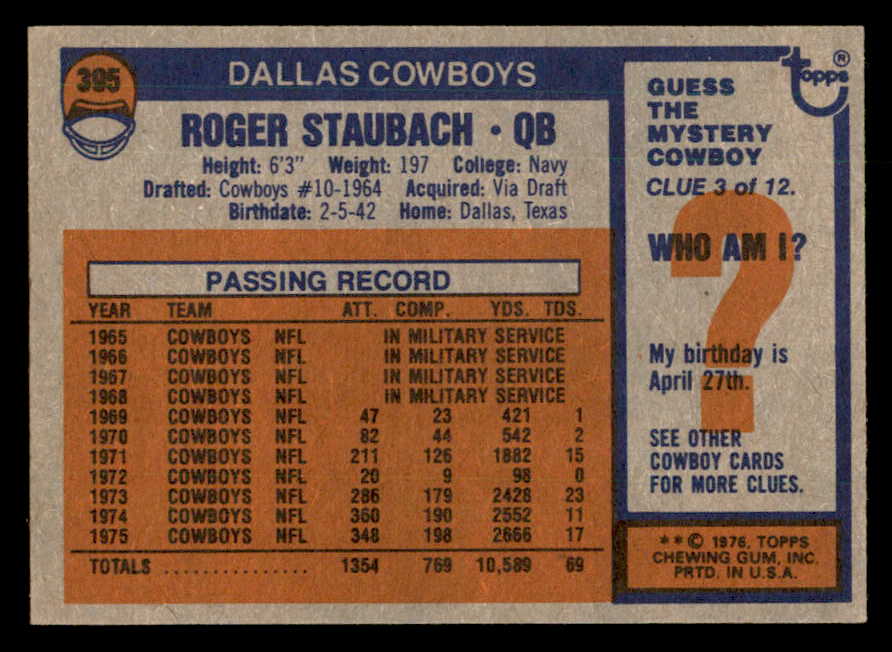 395
DALLAS COWBOYS
ROGER STAUBACH • QB
Height: 6'3" Weight: 197 College: Navy
Drafted: Cowboys #10-1964 Acquired: Via Draft
Birthdate: 2-5-42 Home: Dallas, Texas
PASSING RECORD
YEAR TEAM ATT. COMP. YDS. TDS.
1965 COWBOYS NFL IN MILITARY SERVICE
1966 COWBOYS NFL IN MILITARY SERVICE
1967 COWBOYS NFL IN MILITARY SERVICE
1968 COWBOYS NFL IN MILITARY SERVICE
1969 COWBOYS NFL 47 23 421 1
1970 COWBOYS NFL 82 44 542 2
1971 COWBOYS NFL 211 126 1882 15
1972 COWBOYS NFL 20 9 98 0
1973 COWBOYS NFL 286 179 2428 23
1974 COWBOYS NFL 360 190 2552 11
1975 COWBOYS NFL 348 198 2666 17
TOTALS ................ 1354 769 10,589 69
topps®
GUESS
THE
MYSTERY
COWBOY
CLUE 3 of 12.
?
WHO AM I?
My birthday is
April 27th.
SEE OTHER
COWBOY CARDS
FOR MORE CLUES.
**© 1976, TOPPS
CHEWING GUM, INC.
PRTD. IN U.S.A.